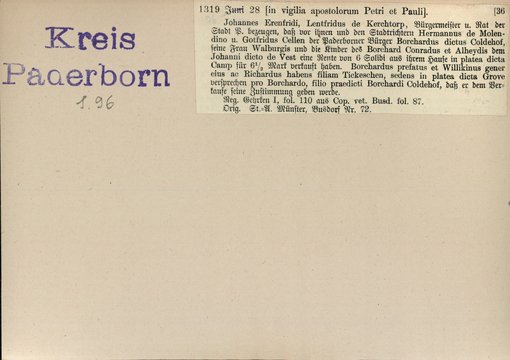 Kreis
Paderborn
1.96
1319 Juni 28 [in vigilia apostolorum Petri et Pauli]. [36
Johannes Erenfridi, Lentfridus de Kerchtorp, Bürgermeister u. Rat der
Stadt P. bezeugen, daß vor ihnen und den Stadtrichtern Hermannus de Molen-
dino u. Gotfridus Cellen der Paderborner Bürger Borchardus dictus Coldehof,
seine Frau Walburgis und die Kinder des Borchard Conradus et Alheydis dem
Johanni dicto de Vest eine Rente von 6 Solidi aus ihrem Hause in platea dicta
Camp für 6½ Mark verkauft haben. Borchardus prefatus et Willikinus gener
eius ac Richardus habens filiam Tickeschen, sedens in platea dicta Grove
versprechen pro Borchardo, filio praedicti Borchardi Coldehof, daß er dem Ver-
kaufe seine Zustimmung geben werde.
Reg. Gehrken I, fol. 110 aus Cop. vet. Busd. fol. 87.
Orig. St.-A. Münster, Busdorf Nr. 72.